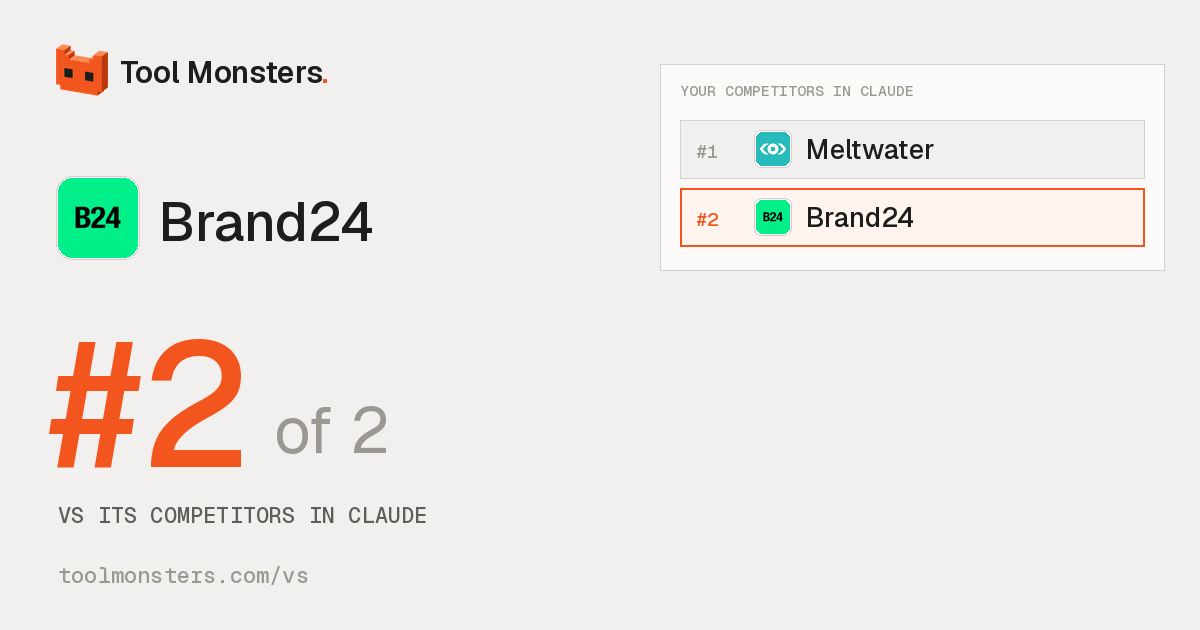 Tool Monsters.
B24 Brand24
#2 of 2
VS ITS COMPETITORS IN CLAUDE
toolmonsters.com/vs
YOUR COMPETITORS IN CLAUDE
#1 Meltwater
#2 B24 Brand24